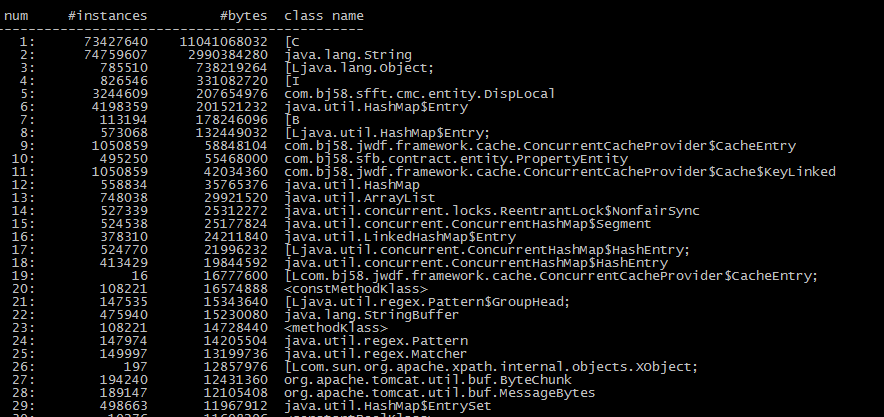 num #instances #bytes class name
----------------------------------------------
1: 73427640 11041068032 [C
2: 74759607 2990384280 java.lang.String
3: 785510 738219264 [Ljava.lang.Object;
4: 826546 331082720 [I
5: 3244609 207654976 com.bj58.sfft.cmc.entity.DispLocal
6: 4198359 201521232 java.util.HashMap$Entry
7: 113194 178246096 [B
8: 573068 132449032 [Ljava.util.HashMap$Entry;
9: 1050859 58848104 com.bj58.jwdf.framework.cache.ConcurrentCacheProvider$CacheEntry
10: 495250 55468000 com.bj58.sfb.contract.entity.PropertyEntity
11: 1050859 42034360 com.bj58.jwdf.framework.cache.ConcurrentCacheProvider$Cache$KeyLinked
12: 558834 35765376 java.util.HashMap
13: 748038 29921520 java.util.ArrayList
14: 527339 25312272 java.util.concurrent.locks.ReentrantLock$NonfairSync
15: 524538 25177824 java.util.concurrent.ConcurrentHashMap$Segment
16: 378310 24211840 java.util.LinkedHashMap$Entry
17: 524770 21996232 [Ljava.util.concurrent.ConcurrentHashMap$HashEntry;
18: 413429 19844592 java.util.concurrent.ConcurrentHashMap$HashEntry
19: 16 16777600 [Lcom.bj58.jwdf.framework.cache.ConcurrentCacheProvider$CacheEntry;
20: 108221 16574888 <constMethodKlass>
21: 147535 15343640 [Ljava.util.regex.Pattern$GroupHead;
22: 475940 15230080 java.lang.StringBuffer
23: 108221 14728440 <methodKlass>
24: 147974 14205504 java.util.regex.Pattern
25: 149997 13199736 java.util.regex.Matcher
26: 197 12857976 [Lcom.sun.org.apache.xpath.internal.objects.XObject;
27: 194240 12431360 org.apache.tomcat.util.buf.ByteChunk
28: 189147 12105408 org.apache.tomcat.util.buf.MessageBytes
29: 498663 11967912 java.util.HashMap$EntrySet